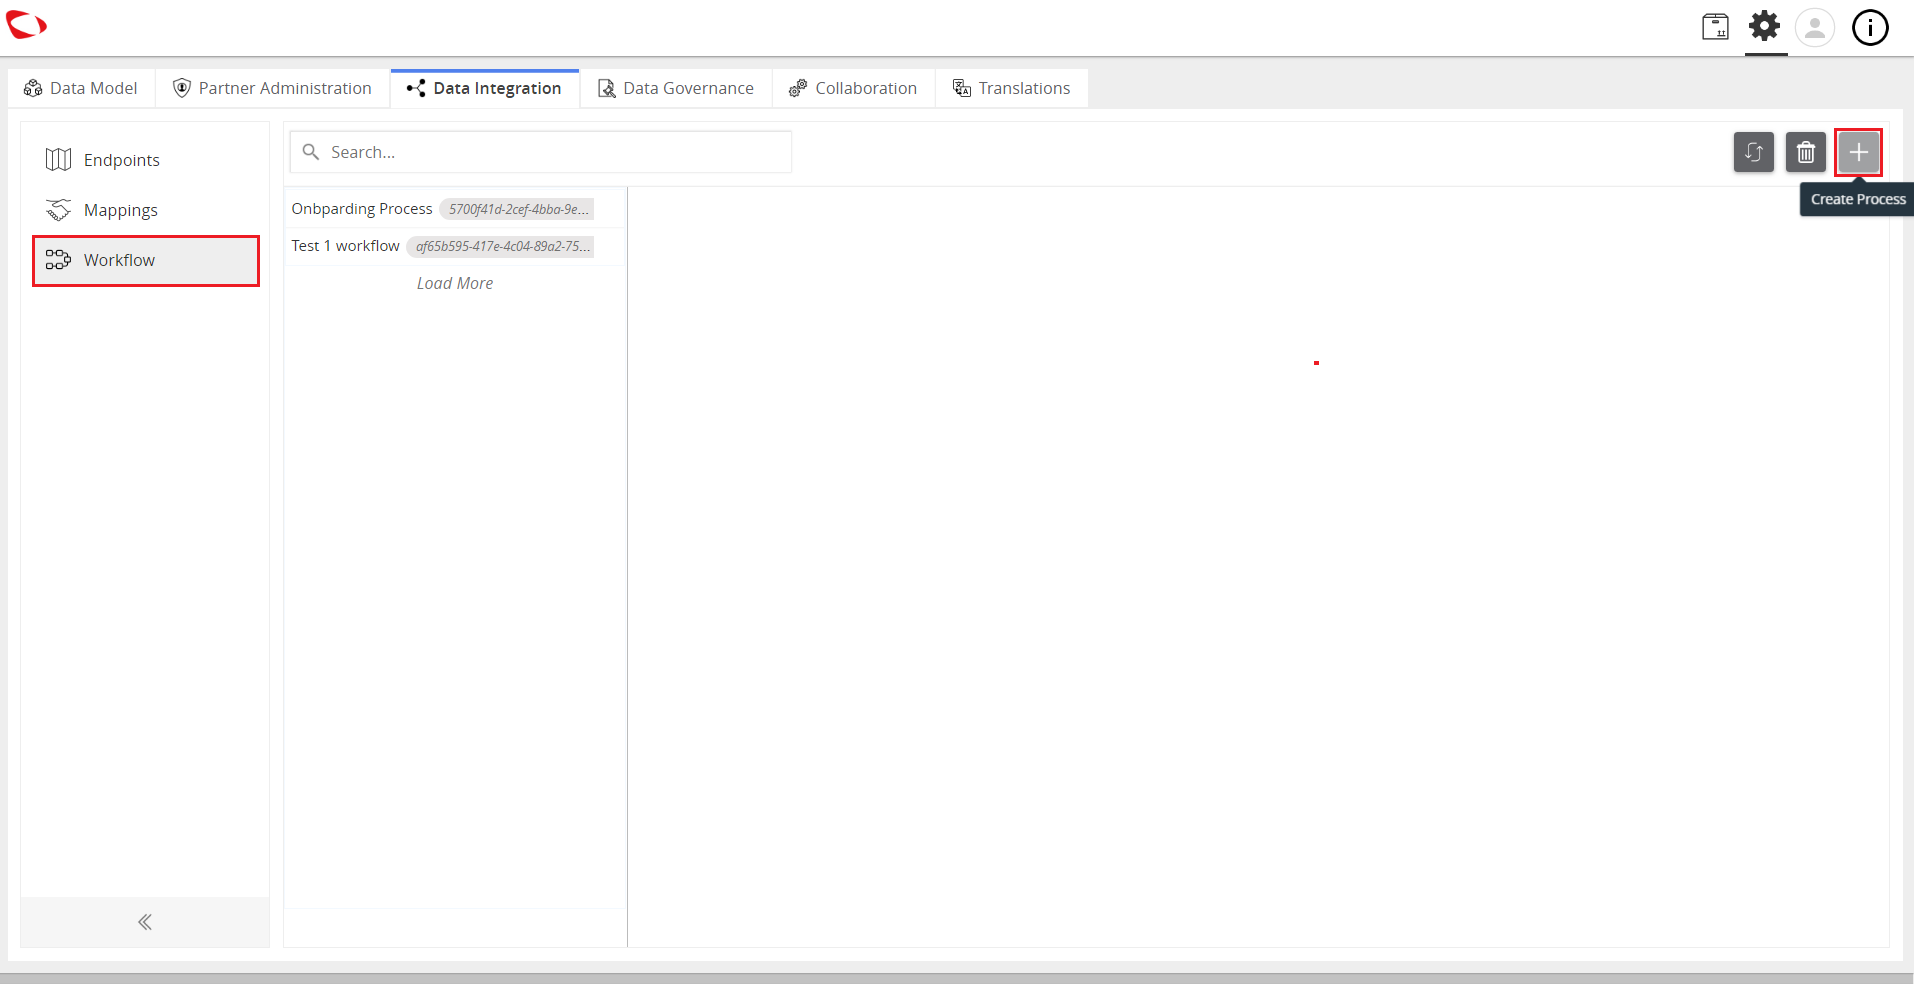 Data Model Partner Administration Data Integration Data Governance Collaboration Translations
Endpoints
Mappings
Workflow
Search...
Create Process
Onbparding Process 5700f41d-2cef-4bba-9e...
Test 1 workflow af65b595-417e-4c04-89a2-75...
Load More